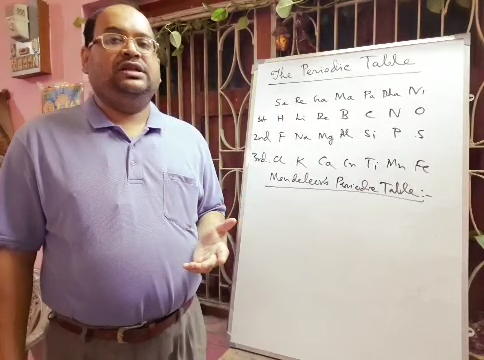 The Periodic Table
Sa Re Ga Ma Pa Dha Ni
1st H Li Be B C N O
2nd F Na Mg Al Si P S
3rd. Cl K Ca Cr Ti Mn Fe
Mendeleev's Periodic Table:-